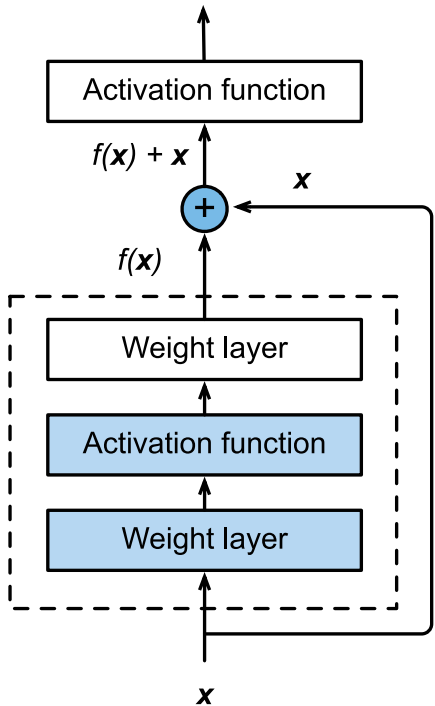 Activation function
f(x) + x
x
+
f(x)
Weight layer
Activation function
Weight layer
x